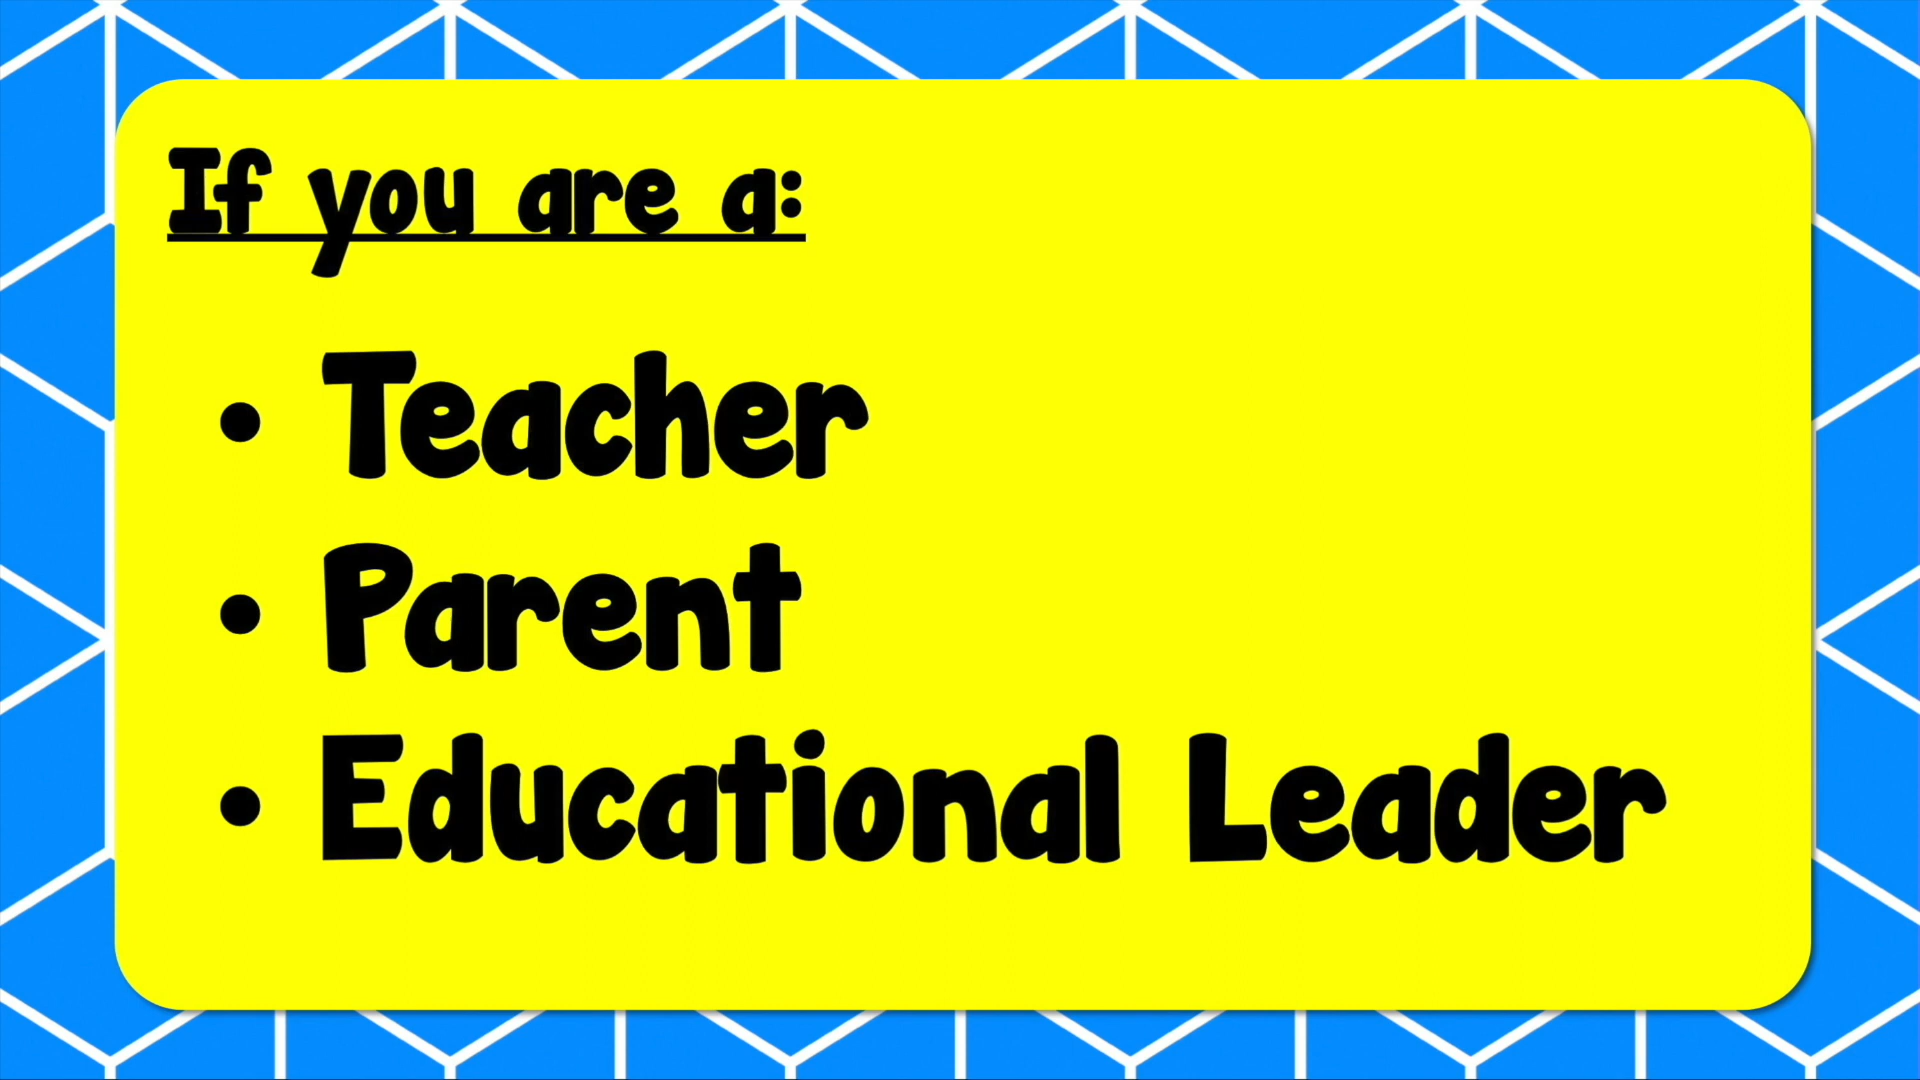 If you are a:
• Teacher
• Parent
• Educational Leader